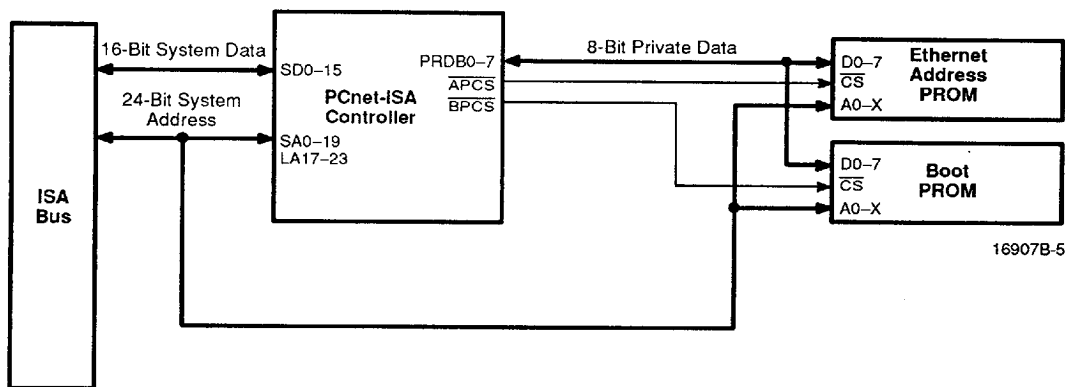 16-Bit System Data
24-Bit System
Address
ISA
Bus
SD0–15
PCnet-ISA
Controller
SA0–19
LA17–23
PRDB0–7
APCS
BPCS
8-Bit Private Data
D0–7
CS
A0–X
Ethernet
Address
PROM
D0–7
CS
A0–X
Boot
PROM
16907B-5